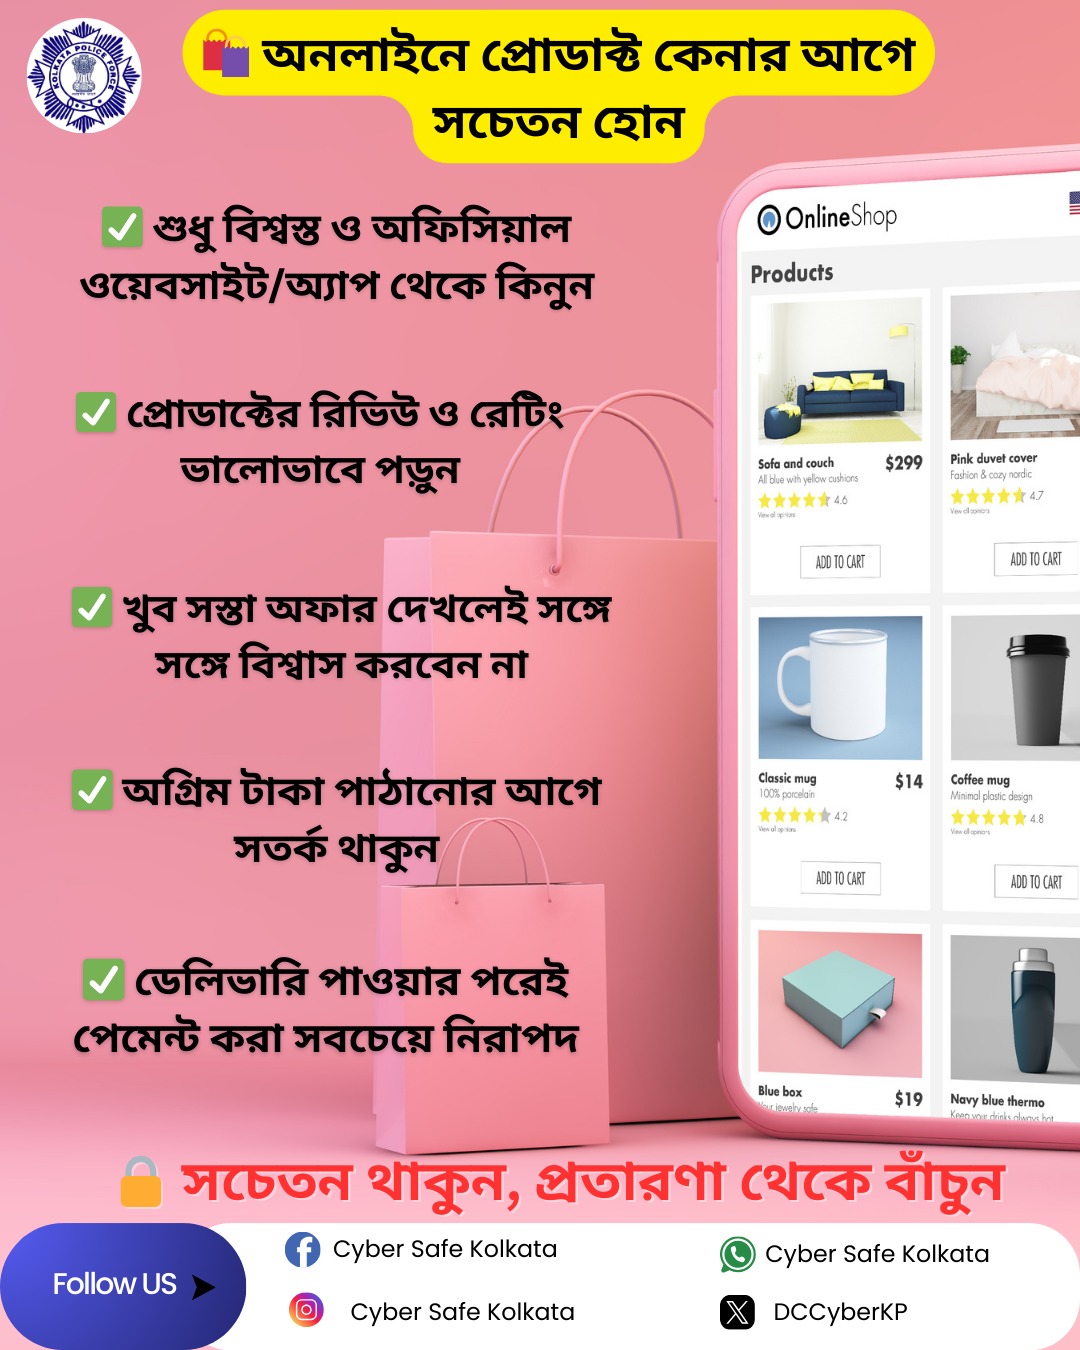 KOLKATA POLICE FORCE
🛍️ অনলাইনে প্রোডাক্ট কেনার আগে
সচেতন হোন
✅ শুধু বিশ্বস্ত ও অফিসিয়াল
ওয়েবসাইট/অ্যাপ থেকে কিনুন
✅ প্রোডাক্টের রিভিউ ও রেটিং
ভালোভাবে পড়ুন
✅ খুব সস্তা অফার দেখলেই সঙ্গে
সঙ্গে বিশ্বাস করবেন না
✅ অগ্রিম টাকা পাঠানোর আগে
সতর্ক থাকুন
✅ ডেলিভারি পাওয়ার পরেই
পেমেন্ট করা সবচেয়ে নিরাপদ
OnlineShop
Products
Sofa and couch $299
All blue with yellow cushions
4.6
View all opinions
ADD TO CART
Pink duvet cover
Fashion & cozy nordic
4.7
View all opinions
ADD TO CART
Classic mug $14
100% porcelain
4.2
View all opinions
ADD TO CART
Coffee mug
Minimal plastic design
4.8
View all opinions
ADD TO CART
Blue box $19
Your jewelry safe
Navy blue thermo
Keep your drinks always hot
🔒 সচেতন থাকুন, প্রতারণা থেকে বাঁচুন
Follow US ➤
Cyber Safe Kolkata
Cyber Safe Kolkata
Cyber Safe Kolkata
DCCyberKP